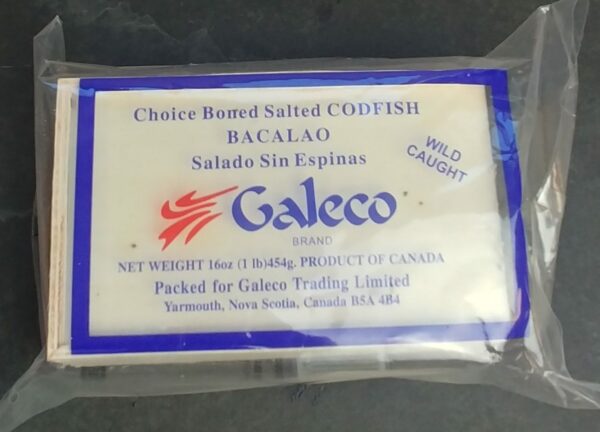 Choice Boned Salted CODFISH
BACALAO
Salado Sin Espinas
WILD
CAUGHT
Galeco
BRAND
NET WEIGHT 16oz (1 lb)454g. PRODUCT OF CANADA
Packed for Galeco Trading Limited
Yarmouth, Nova Scotia, Canada B5A 4B4